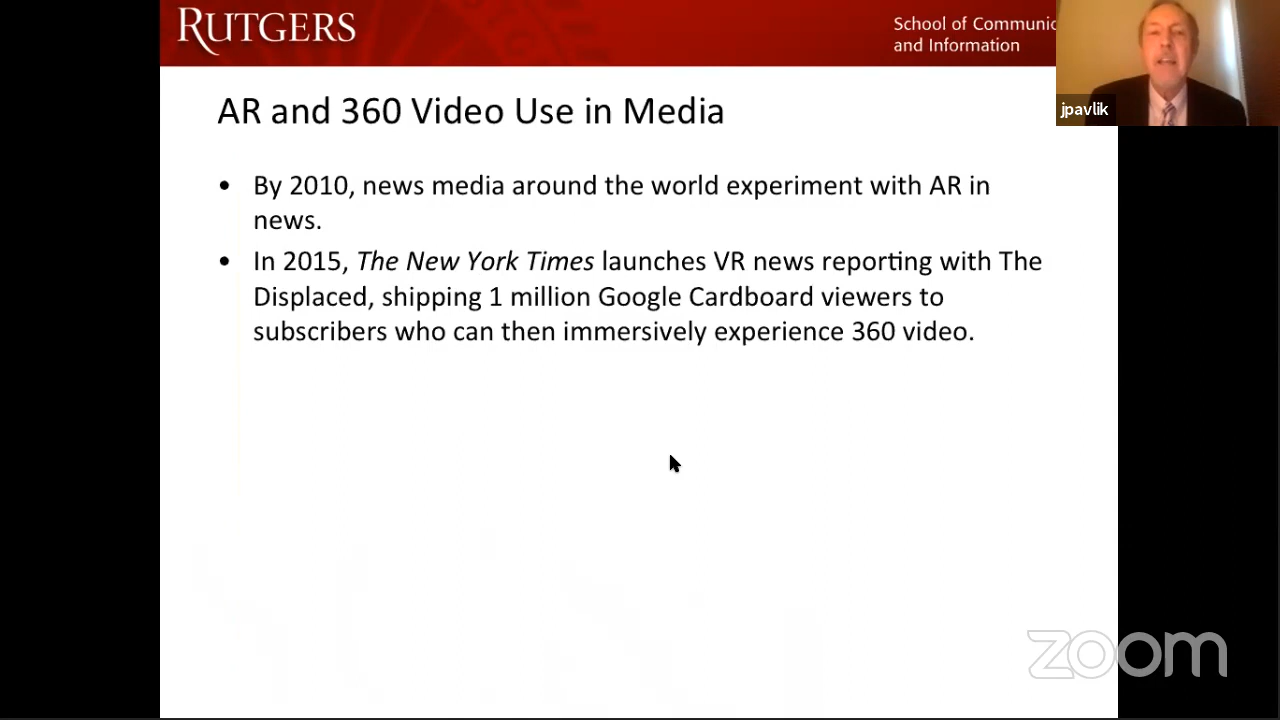 RUTGERS
School of Communic
and Information
jpavlik
AR and 360 Video Use in Media
• By 2010, news media around the world experiment with AR in
news.
• In 2015, The New York Times launches VR news reporting with The
Displaced, shipping 1 million Google Cardboard viewers to
subscribers who can then immersively experience 360 video.
zoom